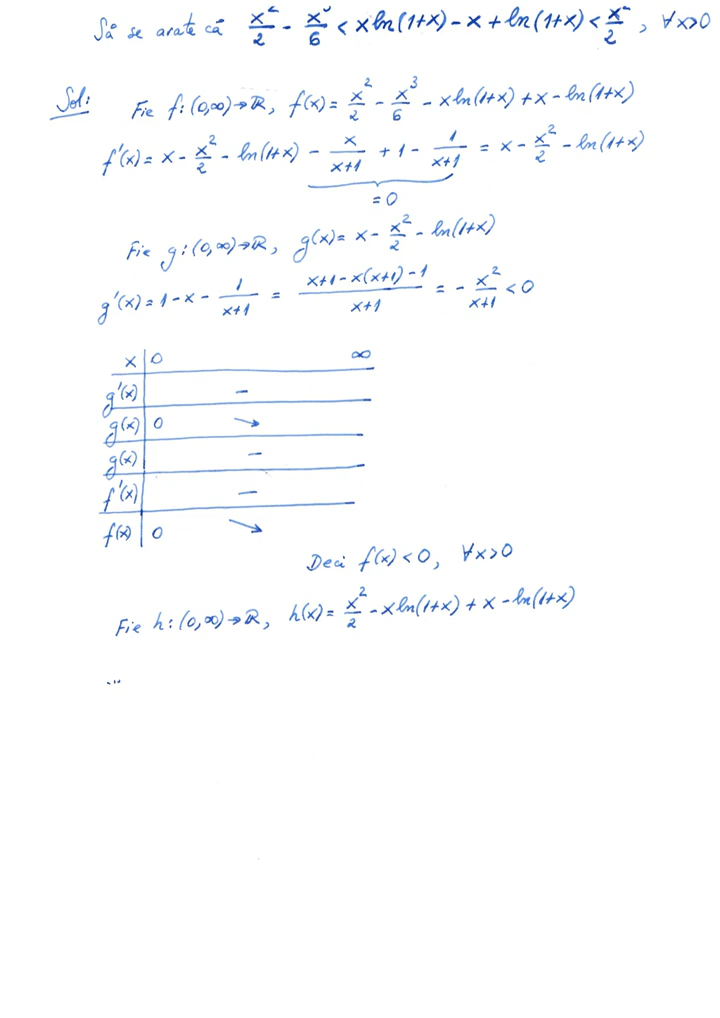 Să se arate că x²/2 - x³/6 < xln(1+x) - x + ln(1+x) < x²/2, ∀x>0
Sol: Fie f: (0,∞)→ℝ, f(x) = x²/2 - x³/6 - xln(1+x) + x - ln(1+x)
f'(x) = x - x²/2 - ln(1+x) - x/(x+1) + 1 - 1/(x+1) = x - x²/2 - ln(1+x)
= 0
Fie g: (0,∞)→ℝ, g(x) = x - x²/2 - ln(1+x)
g'(x) = 1 - x - 1/(x+1) = (x+1-x(x+1)-1)/(x+1) = - x²/(x+1) < 0
x | 0 ∞
g'(x) | -
g(x) | 0 ↘
g(x) | -
f'(x) | -
f(x) | 0 ↘
Deci f(x) < 0, ∀x>0
Fie h: (0,∞)→ℝ, h(x) = x²/2 - xln(1+x) + x - ln(1+x)
...